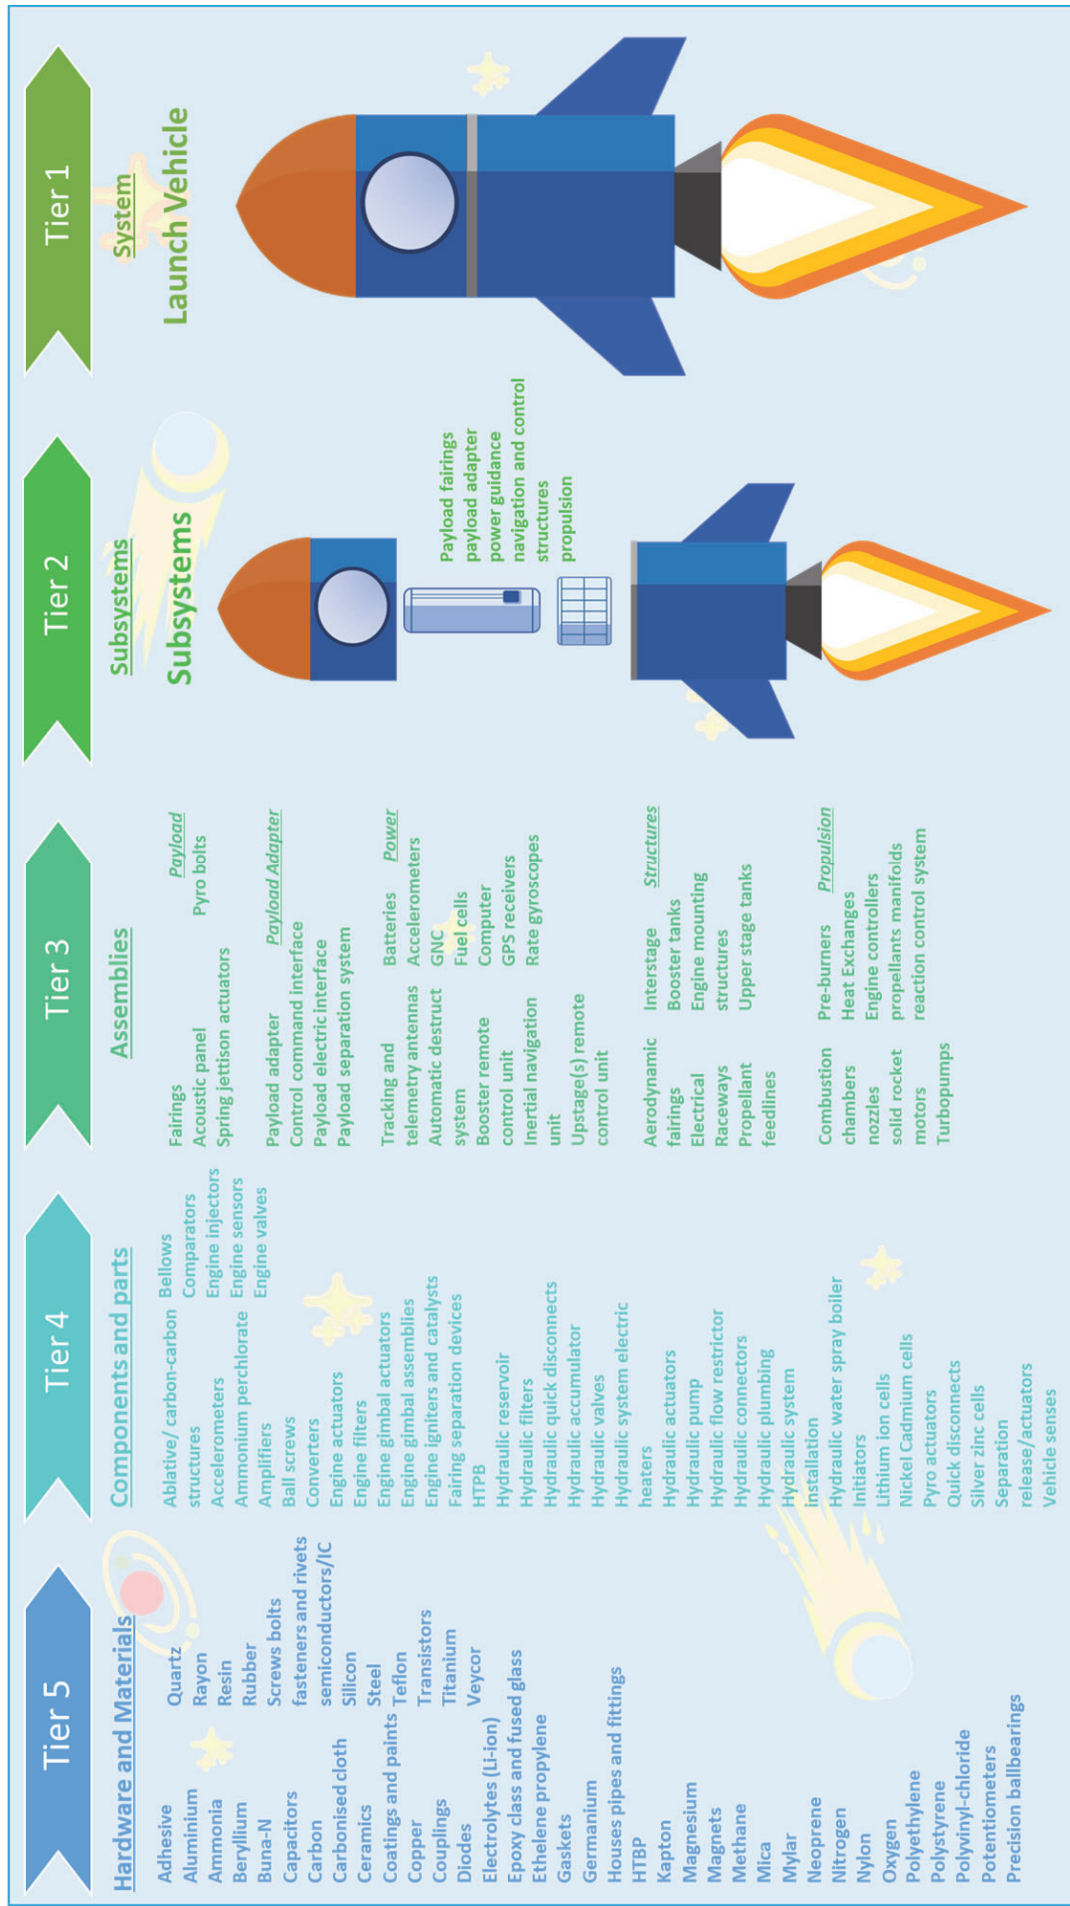 Tier 5
Hardware and Materials
Adhesive
Aluminium
Ammonia
Beryllium
Buna-N
Capacitors
Carbon
Carbonised cloth
Ceramics
Coatings and paints
Copper
Couplings
Diodes
Electrolytes (Li-ion)
Epoxy class and fused glass
Ethelene propylene
Gaskets
Germanium
Houses pipes and fittings
HTBP
Kapton
Magnesium
Magnets
Methane
Mica
Mylar
Neoprene
Nitrogen
Nylon
Oxygen
Polyethylene
Polystyrene
Polyvinyl-chloride
Potentiometers
Precision ballbearings
Quartz
Rayon
Resin
Rubber
Screws bolts
fasteners and rivets
semiconductors/IC
Silicon
Steel
Teflon
Transistors
Titanium
Veycor
Tier 4
Components and parts
Ablative/ carbon-carbon
structures
Accelerometers
Ammonium perchlorate
Amplifiers
Ball screws
Converters
Engine actuators
Engine filters
Engine gimbal actuators
Engine gimbal assemblies
Engine igniters and catalysts
Fairing separation devices
HTPB
Hydraulic reservoir
Hydraulic filters
Hydraulic quick disconnects
Hydraulic accumulator
Hydraulic valves
Hydraulic system electric
heaters
Hydraulic actuators
Hydraulic pump
Hydraulic flow restrictor
Hydraulic connectors
Hydraulic plumbing
Hydraulic system
installation
Hydraulic water spray boiler
Initiators
Lithium ion cells
Nickel Cadmium cells
Pyro actuators
Quick disconnects
Silver zinc cells
Separation
release/actuators
Vehicle senses
Bellows
Comparators
Engine injectors
Engine sensors
Engine valves
Tier 3
Assemblies
Payload
Fairings
Acoustic panel
Spring jettison actuators
Pyro bolts
Payload Adapter
Payload adapter
Control command interface
Payload electric interface
Payload separation system
Power
Tracking and
telemetry antennas
Automatic destruct
system
Booster remote
control unit
Inertial navigation
unit
Upstage(s) remote
control unit
Batteries
Accelerometers
GNC
Fuel cells
Computer
GPS receivers
Rate gyroscopes
Structures
Aerodynamic
fairings
Electrical
Raceways
Propellant
feedlines
Interstage
Booster tanks
Engine mounting
structures
Upper stage tanks
Propulsion
Combustion
chambers
nozzles
solid rocket
motors
Turbopumps
Pre-burners
Heat Exchanges
Engine controllers
propellants manifolds
reaction control system
Tier 2
Subsystems
Subsystems
Payload fairings
payload adapter
power guidance
navigation and control
structures
propulsion
Tier 1
System
Launch Vehicle